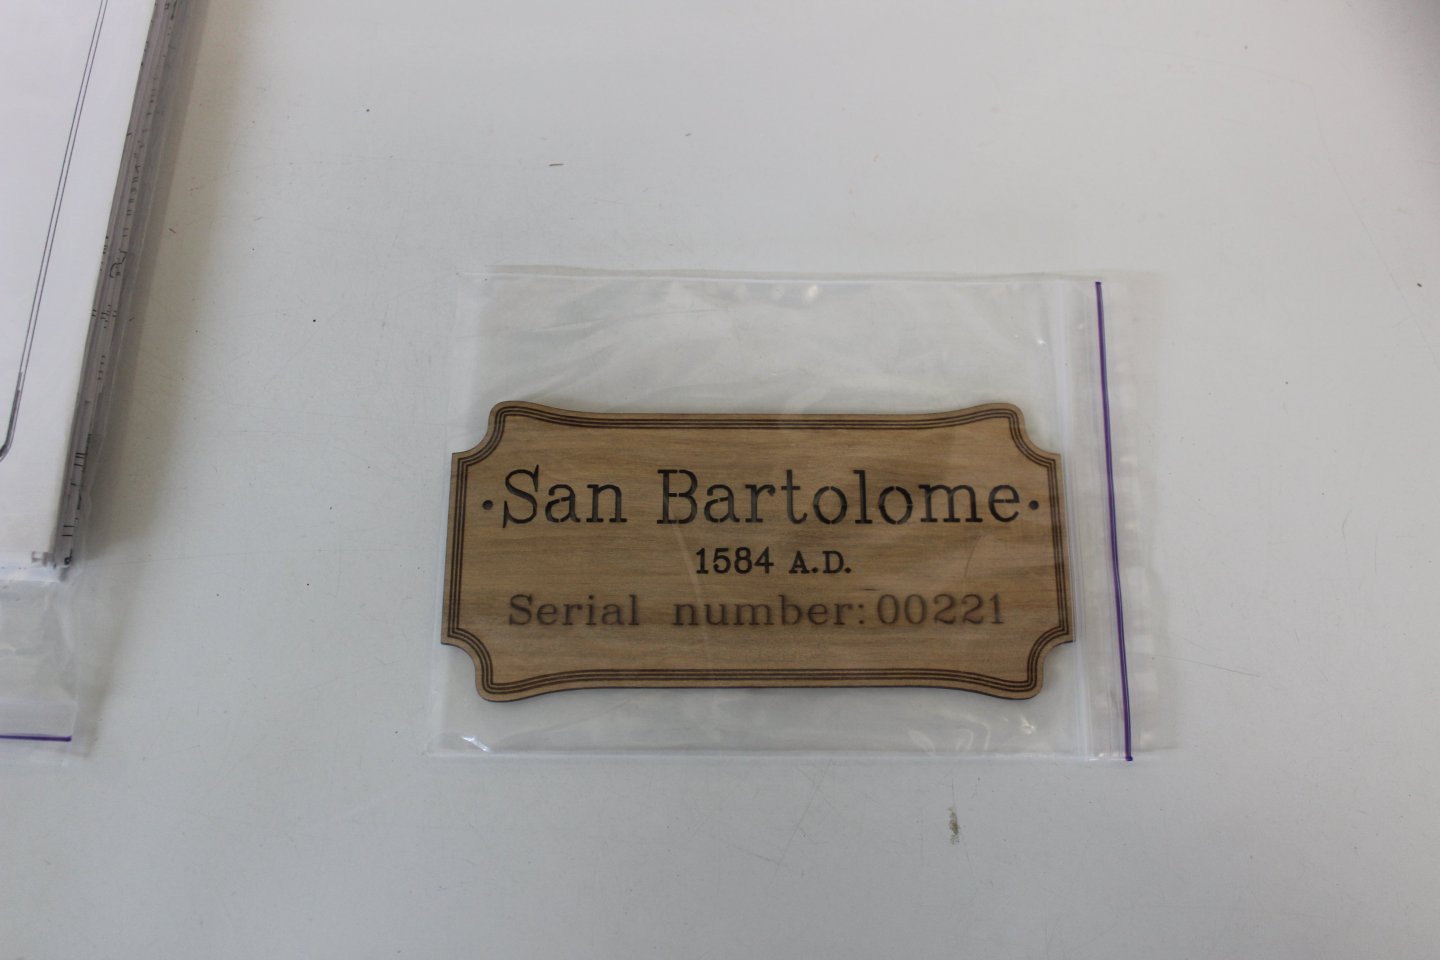 ·San Bartolome·
1584 A.D.
Serial number: 00221